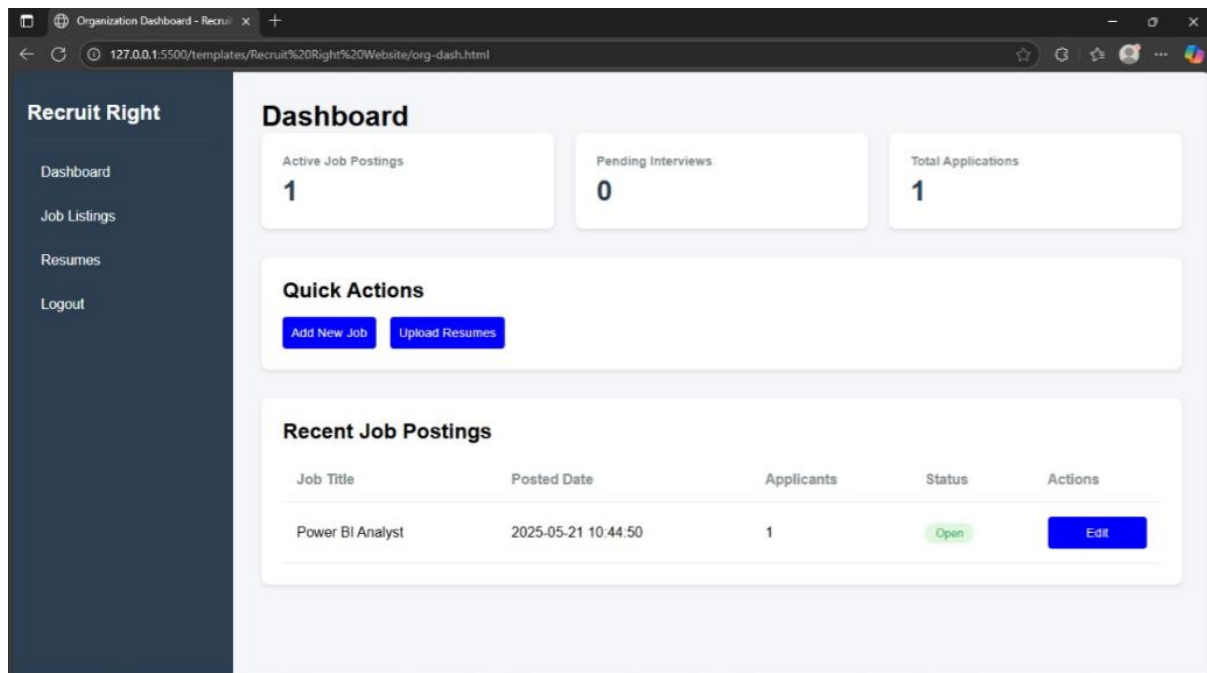 Organization Dashboard - Recruit
127.0.0.1:5500/templates/Recruit%20Right%20Website/org-dash.html
Recruit Right
Dashboard
Job Listings
Resumes
Logout
Dashboard
Active Job Postings
1
Pending Interviews
0
Total Applications
1
Quick Actions
Add New Job
Upload Resumes
Recent Job Postings
Job Title Posted Date Applicants Status Actions
Power BI Analyst 2025-05-21 10:44:50 1 Open Edit